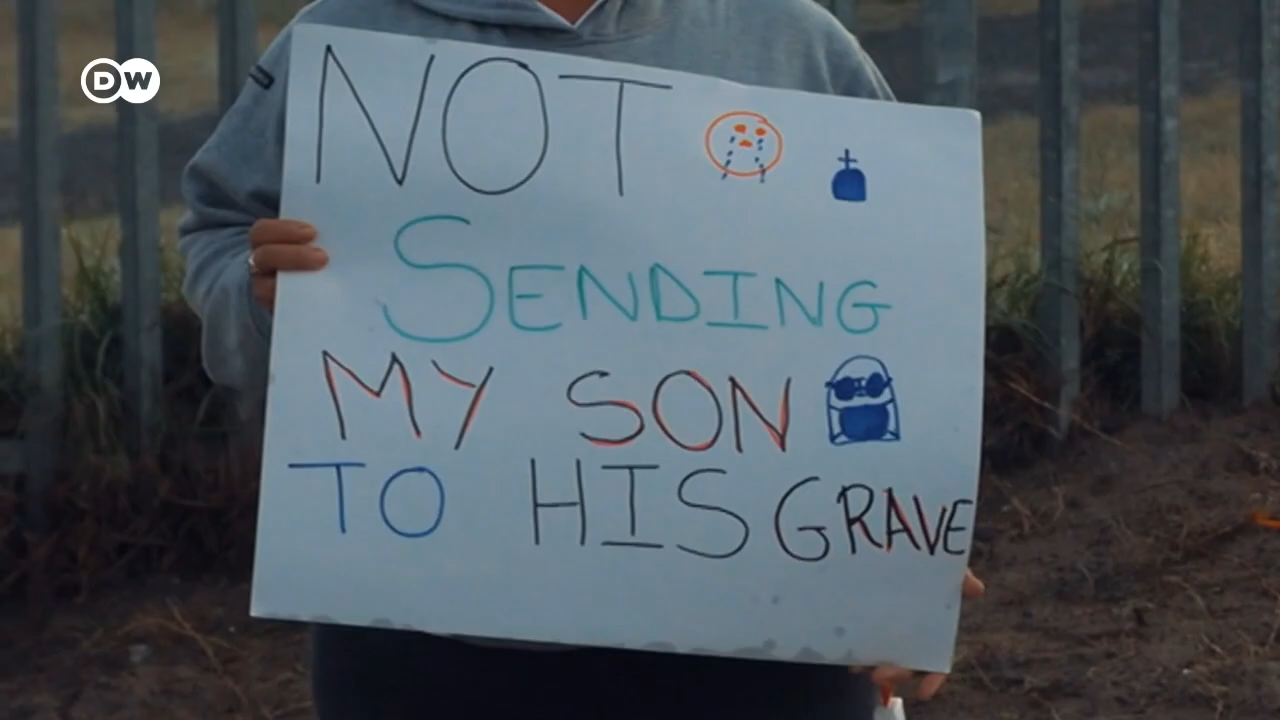 DW
NOT
SENDING
MY SON
TO HIS GRAVE